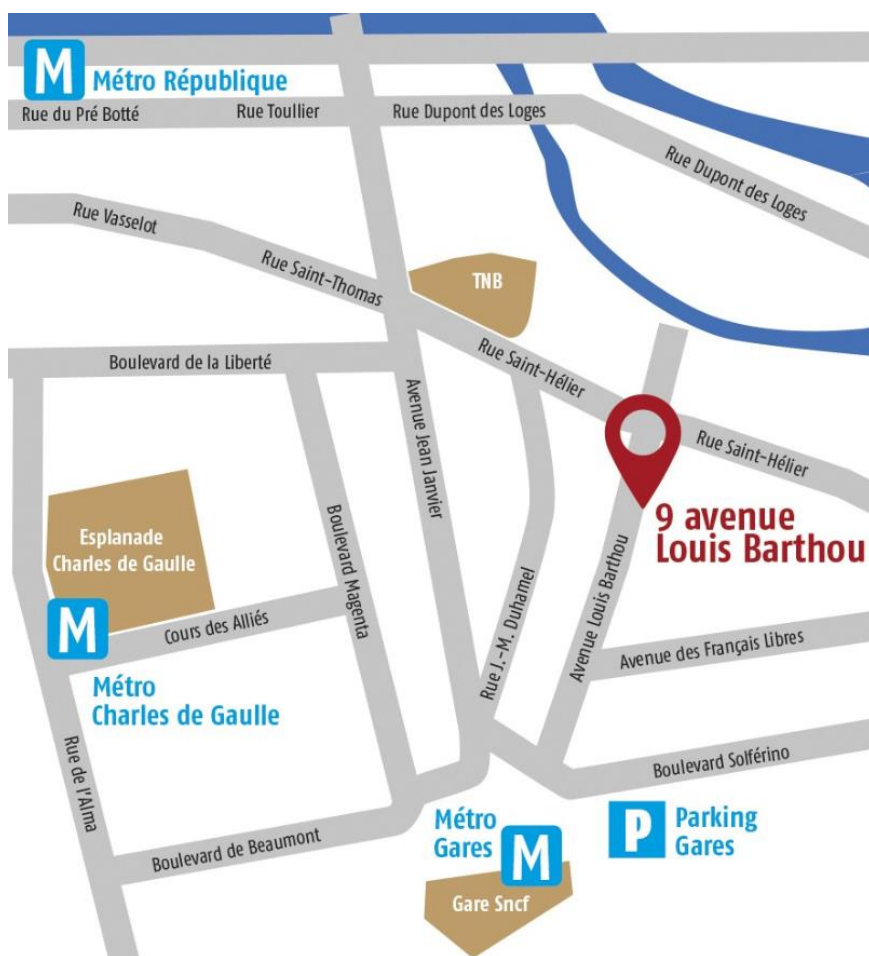 M Métro République
Rue du Pré Botté
Rue Toullier
Rue Dupont des Loges
Rue Dupont des Loges
Rue Vasselot
Rue Saint-Thomas
TNB
Boulevard de la Liberté
Rue Saint-Hélier
Avenue Jean Janvier
Rue Saint-Hélier
9 avenue
Louis Barthou
Esplanade
Charles de Gaulle
Boulevard Magenta
Rue J.-M. Duhamel
Avenue Louis Barthou
M
Cours des Alliés
Avenue des Français Libres
Métro
Charles de Gaulle
Rue de l'Alma
Boulevard Solférino
Boulevard de Beaumont
Métro
Gares
M
P
Parking
Gares
Gare Sncf